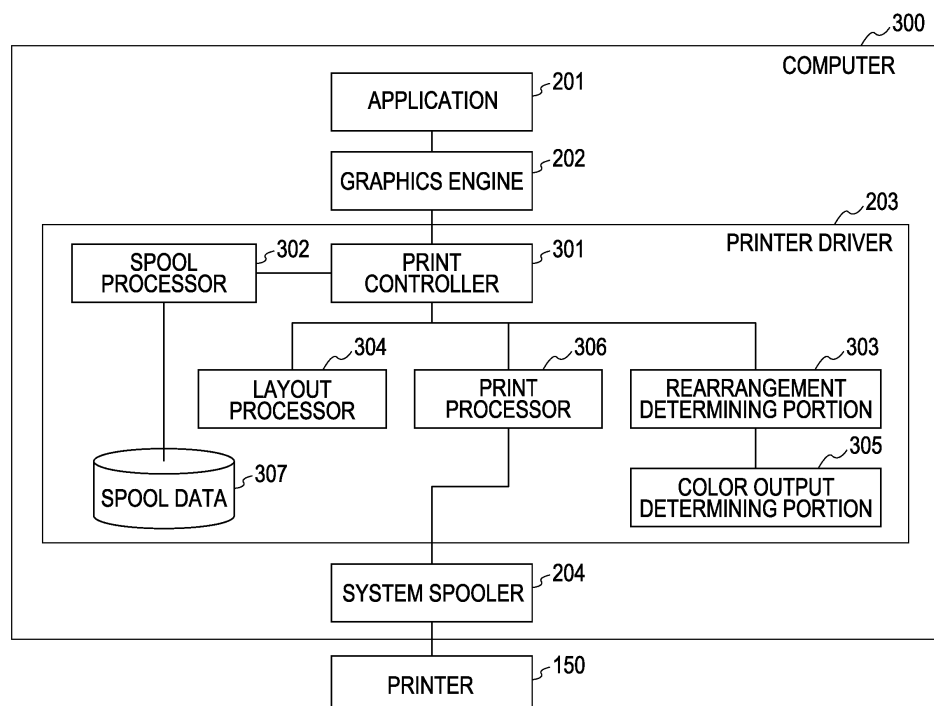 300
COMPUTER
201
APPLICATION
202
GRAPHICS ENGINE
203
PRINTER DRIVER
302
SPOOL
PROCESSOR
301
PRINT
CONTROLLER
304
LAYOUT
PROCESSOR
306
PRINT
PROCESSOR
303
REARRANGEMENT
DETERMINING PORTION
307
SPOOL DATA
305
COLOR OUTPUT
DETERMINING PORTION
204
SYSTEM SPOOLER
150
PRINTER